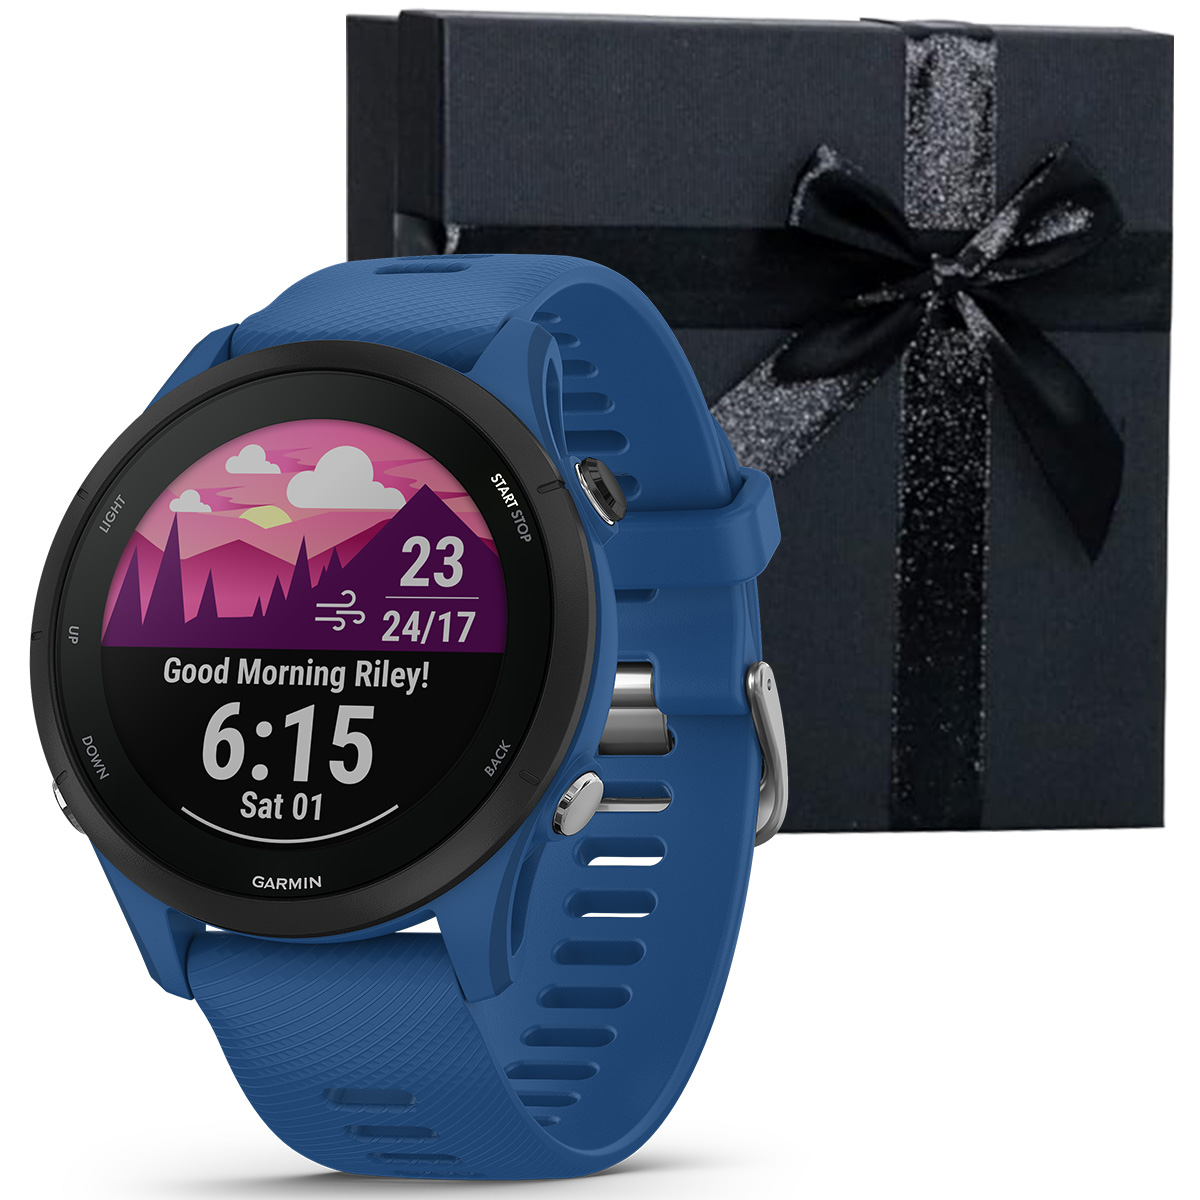 LIGHT
START STOP
UP
DOWN
BACK
23
24/17
Good Morning Riley!
6:15
Sat 01
GARMIN